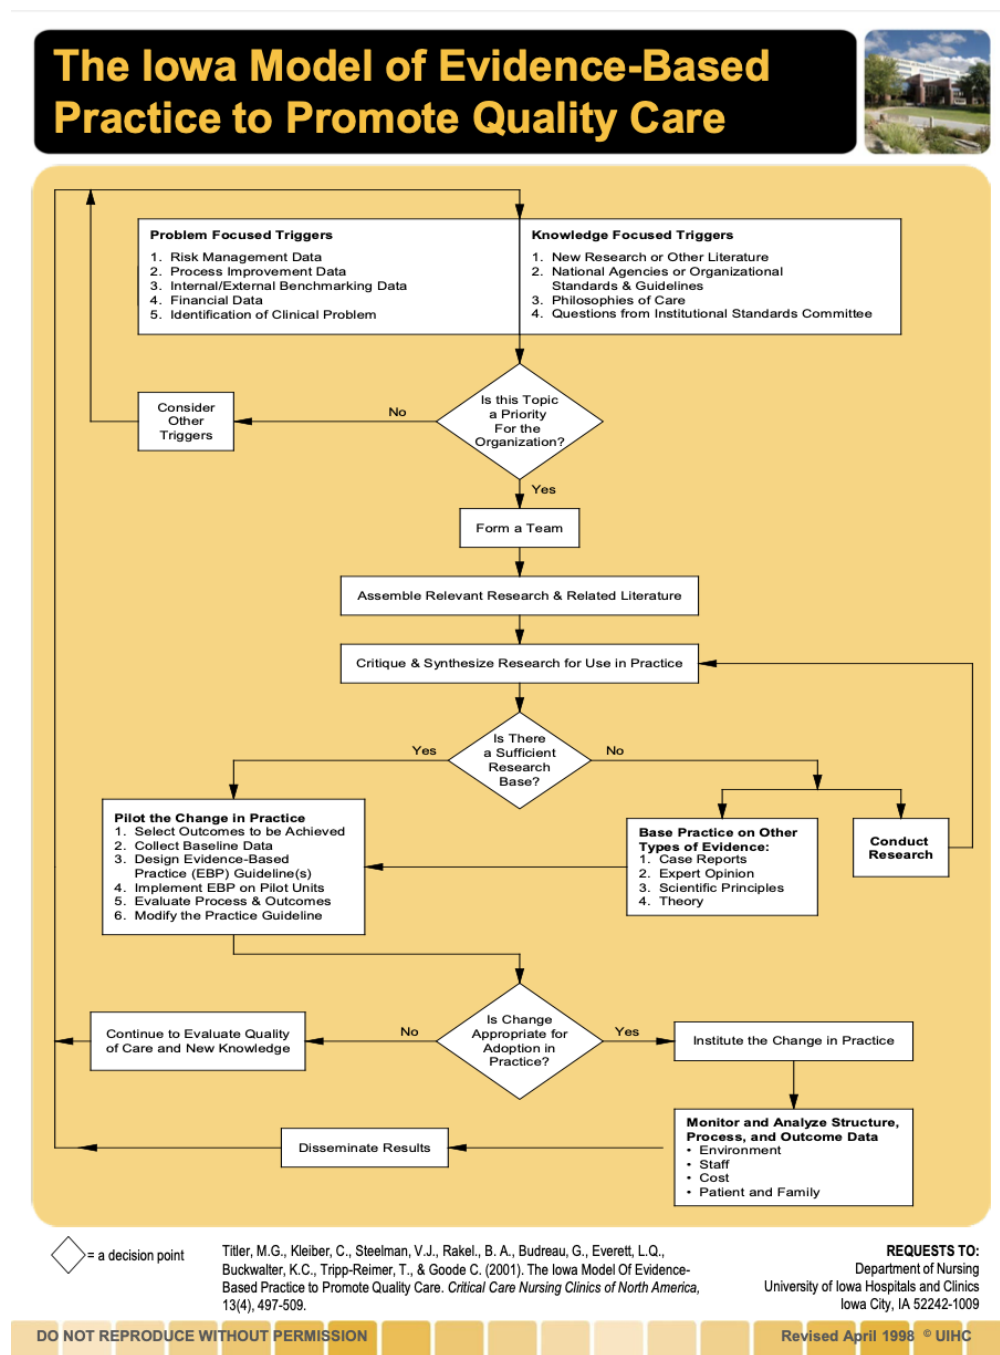 The Iowa Model of Evidence-Based
Practice to Promote Quality Care
Problem Focused Triggers
1. Risk Management Data
2. Process Improvement Data
3. Internal/External Benchmarking Data
4. Financial Data
5. Identification of Clinical Problem
Knowledge Focused Triggers
1. New Research or Other Literature
2. National Agencies or Organizational
Standards & Guidelines
3. Philosophies of Care
4. Questions from Institutional Standards Committee
Is this Topic
a Priority
For the
Organization?
No
Consider
Other
Triggers
Yes
Form a Team
Assemble Relevant Research & Related Literature
Critique & Synthesize Research for Use in Practice
Is There
a Sufficient
Research
Base?
Yes
No
Pilot the Change in Practice
1. Select Outcomes to be Achieved
2. Collect Baseline Data
3. Design Evidence-Based
Practice (EBP) Guideline(s)
4. Implement EBP on Pilot Units
5. Evaluate Process & Outcomes
6. Modify the Practice Guideline
Base Practice on Other
Types of Evidence:
1. Case Reports
2. Expert Opinion
3. Scientific Principles
4. Theory
Conduct
Research
Is Change
Appropriate for
Adoption in
Practice?
No
Yes
Continue to Evaluate Quality
of Care and New Knowledge
Institute the Change in Practice
Monitor and Analyze Structure,
Process, and Outcome Data
• Environment
• Staff
• Cost
• Patient and Family
Disseminate Results
= a decision point
Titler, M.G., Kleiber, C., Steelman, V.J., Rakel., B. A., Budreau, G., Everett, L.Q.,
Buckwalter, K.C., Tripp-Reimer, T., & Goode C. (2001). The Iowa Model Of Evidence-
Based Practice to Promote Quality Care. Critical Care Nursing Clinics of North America,
13(4), 497-509.
REQUESTS TO:
Department of Nursing
University of Iowa Hospitals and Clinics
Iowa City, IA 52242-1009
DO NOT REPRODUCE WITHOUT PERMISSION
Revised April 1998 © UIHC